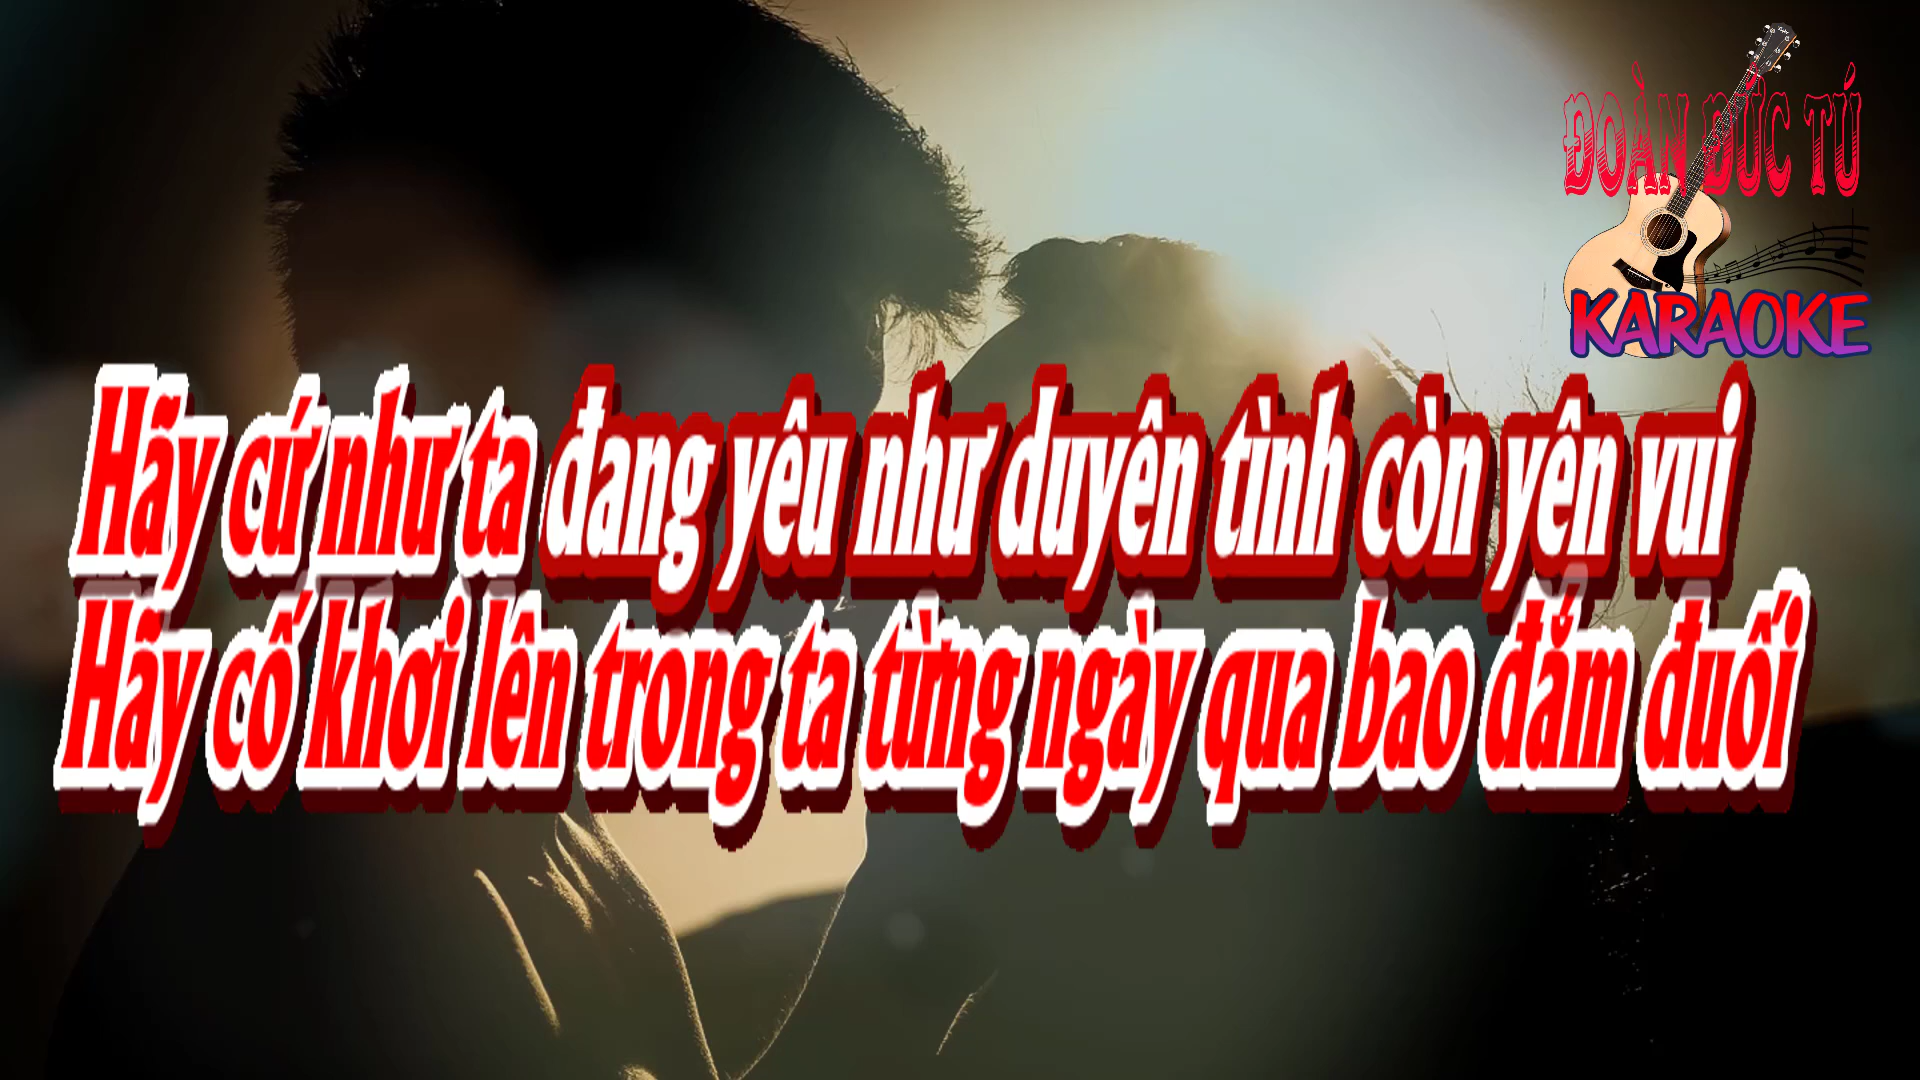 ĐOÀN ĐỨC TÚ
KARAOKE
Hãy cứ như ta đang yêu như duyên tình còn yên vui
Hãy cố khơi lên trong ta từng ngày qua bao đắm đuối